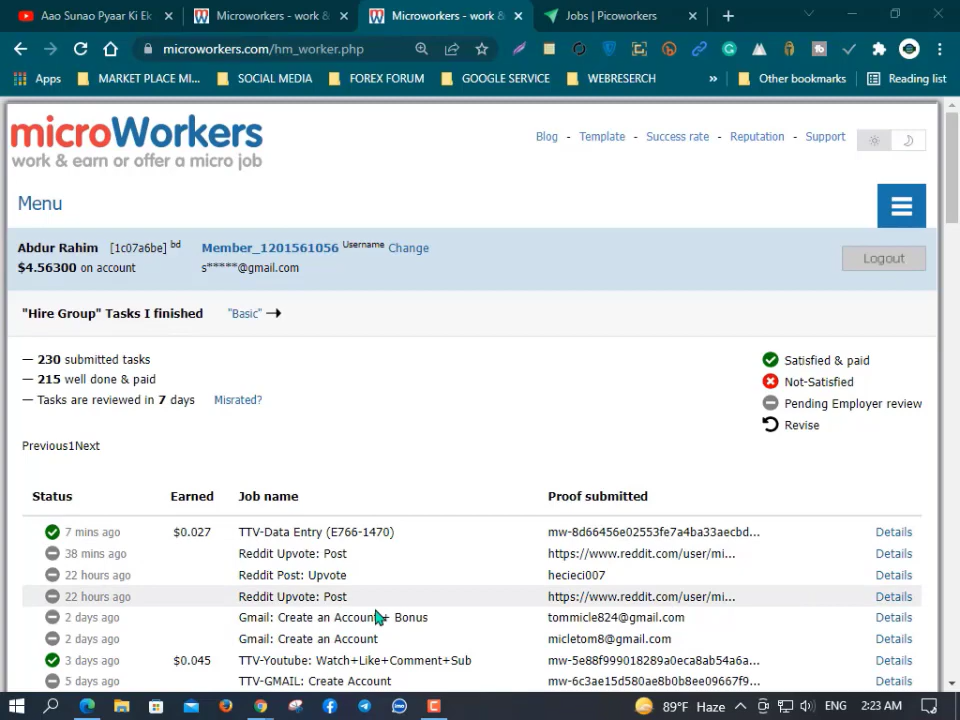 Aao Sunao Pyaar Ki Ek
Microworkers - work &
Microworkers - work &
Jobs | Picoworkers
microworkers.com/hm_worker.php
Apps
MARKET PLACE MI...
SOCIAL MEDIA
FOREX FORUM
GOOGLE SERVICE
WEBRESERCH
»
Other bookmarks
Reading list
microWorkers
work & earn or offer a micro job
Blog - Template - Success rate - Reputation - Support
Menu
Abdur Rahim [1c07a6be] bd Member_1201561056 Username Change
$4.56300 on account s*****@gmail.com
Logout
"Hire Group" Tasks I finished "Basic"
— 230 submitted tasks
— 215 well done & paid
— Tasks are reviewed in 7 days Misrated?
Satisfied & paid
Not-Satisfied
Pending Employer review
Revise
Previous1Next
Status Earned Job name Proof submitted
7 mins ago $0.027 TTV-Data Entry (E766-1470) mw-8d66456e02553fe7a4ba33aecbd... Details
38 mins ago Reddit Upvote: Post https://www.reddit.com/user/mi... Details
22 hours ago Reddit Post: Upvote hecieci007 Details
22 hours ago Reddit Upvote: Post https://www.reddit.com/user/mi... Details
2 days ago Gmail: Create an Account + Bonus tommicle824@gmail.com Details
2 days ago Gmail: Create an Account micletom8@gmail.com Details
3 days ago $0.045 TTV-Youtube: Watch+Like+Comment+Sub mw-5e88f999018289a0eca8ab54a6a... Details
5 days ago TTV-GMAIL: Create Account mw-6c3ae15d580ae8b0b8ee09667f9... Details
89°F Haze
ENG
2:23 AM